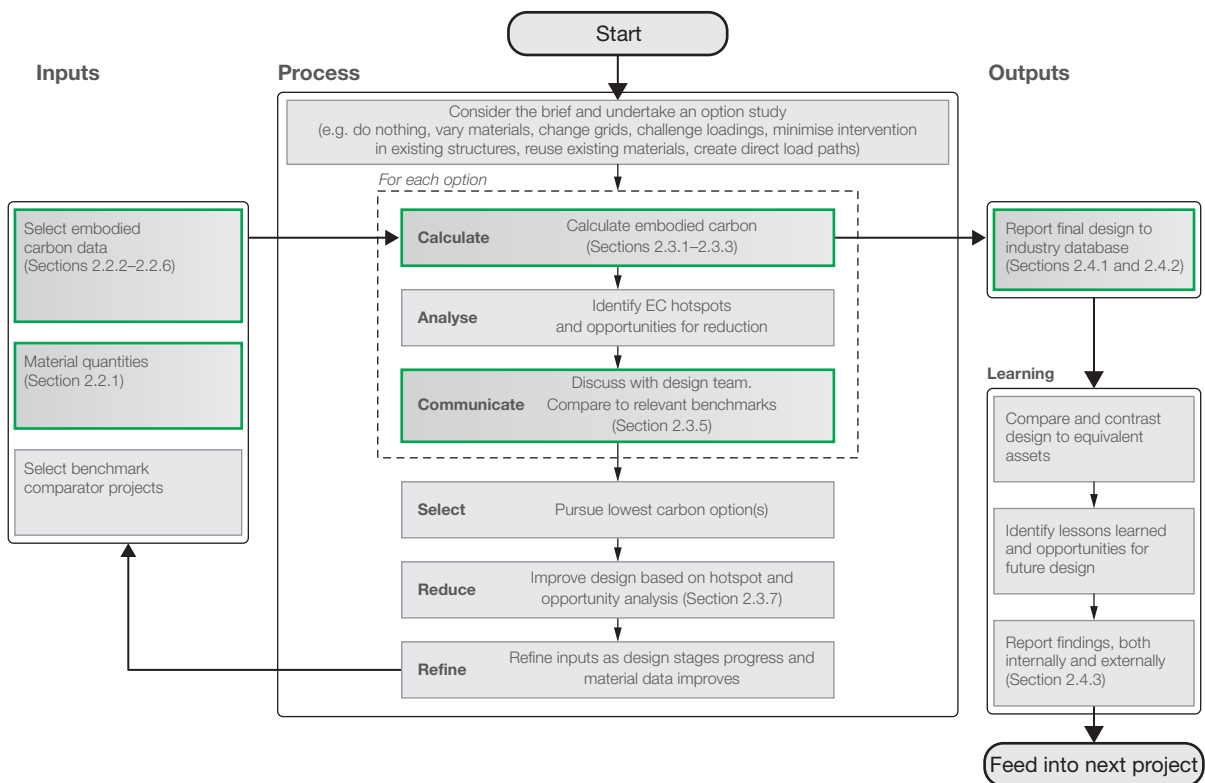 Start
Inputs
Process
Outputs
Consider the brief and undertake an option study
(e.g. do nothing, vary materials, change grids, challenge loadings, minimise intervention
in existing structures, reuse existing materials, create direct load paths)
For each option
Select embodied
carbon data
(Sections 2.2.2–2.2.6)
Material quantities
(Section 2.2.1)
Select benchmark
comparator projects
Calculate
Calculate embodied carbon
(Sections 2.3.1–2.3.3)
Analyse
Identify EC hotspots
and opportunities for reduction
Communicate
Discuss with design team.
Compare to relevant benchmarks
(Section 2.3.5)
Select
Pursue lowest carbon option(s)
Reduce
Improve design based on hotspot and
opportunity analysis (Section 2.3.7)
Refine
Refine inputs as design stages progress and
material data improves
Report final design to
industry database
(Sections 2.4.1 and 2.4.2)
Learning
Compare and contrast
design to equivalent
assets
Identify lessons learned
and opportunities for
future design
Report findings, both
internally and externally
(Section 2.4.3)
Feed into next project